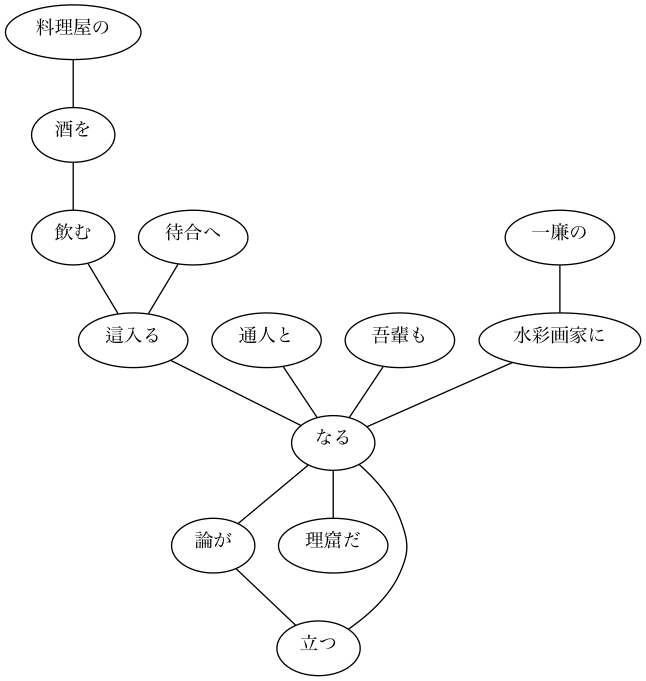 料理屋の
酒を
飲む
待合へ
一廉の
這入る
通人と
吾輩も
水彩画家に
なる
論が
理窟だ
立つ